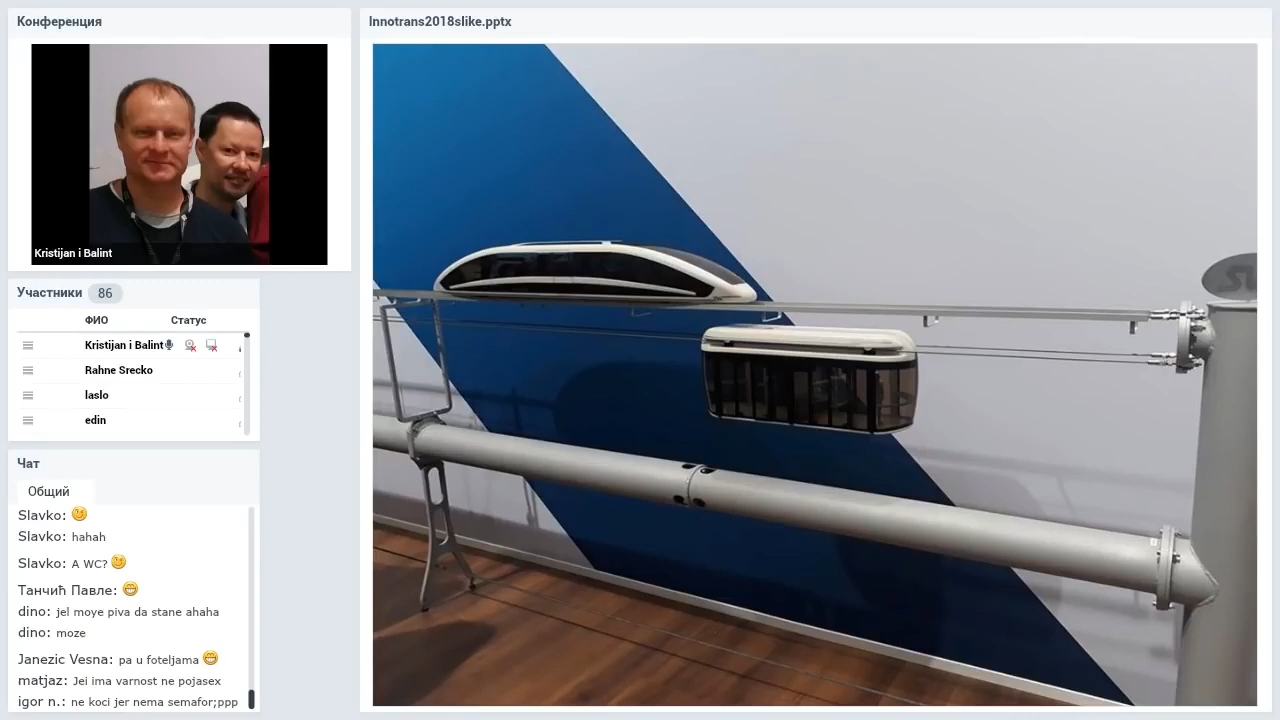 Конференция
Innotrans2018slike.pptx
Kristijan i Balint
Участники 86
ФИО Статус
Kristijan i Balint
Rahne Srecko
laslo
edin
Чат
Общий
Slavko:
Slavko: hahah
Slavko: A WC?
Танчић Павле:
dino: jel moye piva da stane ahaha
dino: moze
Janezic Vesna: pa u foteljama
matjaz: Jei ima varnost ne pojasex
igor n.: ne koci jer nema semafor;ppp